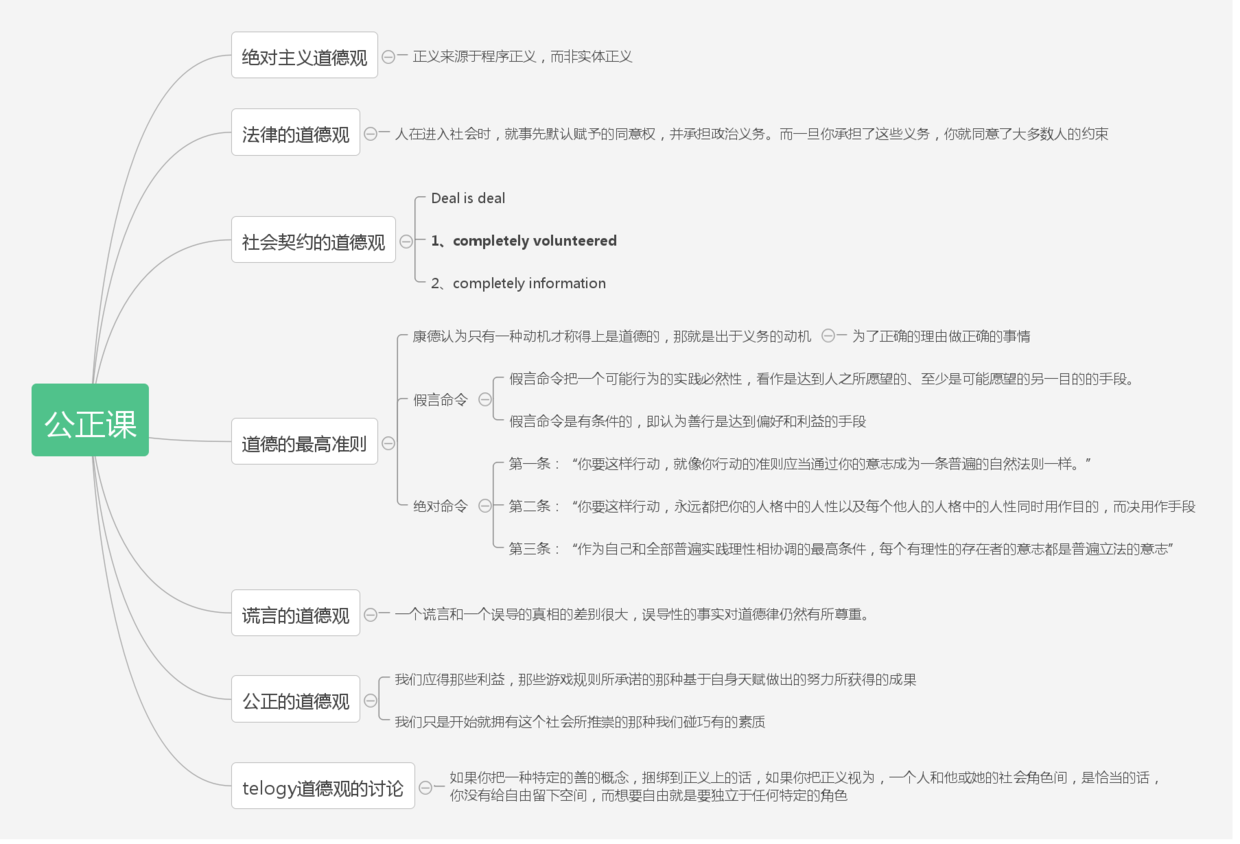 公正课
绝对主义道德观
正义来源于程序正义，而非实体正义
法律的道德观
人在进入社会时，就事先默认赋予的同意权，并承担政治义务。而一旦你承担了这些义务，你就同意了大多数人的约束
社会契约的道德观
Deal is deal
1、completely volunteered
2、completely information
道德的最高准则
康德认为只有一种动机才称得上是道德的，那就是出于义务的动机
为了正确的理由做正确的事情
假言命令
假言命令把一个可能行为的实践必然性，看作是达到人之所愿望的、至少是可能愿望的另一目的的手段。
假言命令是有条件的，即认为善行是达到偏好和利益的手段
绝对命令
第一条：“你要这样行动，就像你行动的准则应当通过你的意志成为一条普遍的自然法则一样。”
第二条：“你要这样行动，永远都把你的人格中的人性以及每个他人的人格中的人性同时用作目的，而决用作手段
第三条：“作为自己和全部普遍实践理性相协调的最高条件，每个有理性的存在者的意志都是普遍立法的意志”
谎言的道德观
一个谎言和一个误导的真相的差别很大，误导性的事实对道德律仍然有所尊重。
公正的道德观
我们应得那些利益，那些游戏规则所承诺的那种基于自身天赋做出的努力所获得的成果
我们只是开始就拥有这个社会所推崇的那种我们碰巧有的素质
telogy道德观的讨论
如果你把一种特定的善的概念，捆绑到正义上的话，如果你把正义视为，一个人和他或她的社会角色间，是恰当的话，
你没有给自由留下空间，而想要自由就是要独立于任何特定的角色